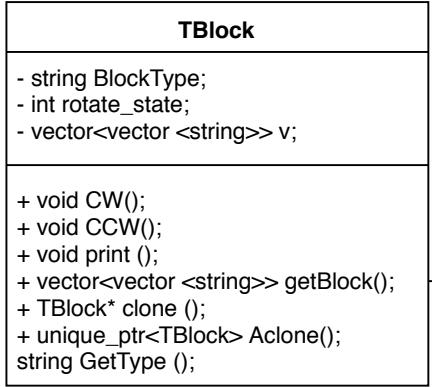 TBlock
- string BlockType;
- int rotate_state;
- vector<vector <string>> v;
+ void CW();
+ void CCW();
+ void print ();
+ vector<vector <string>> getBlock();
+ TBlock* clone ();
+ unique_ptr<TBlock> Aclone();
string GetType ();